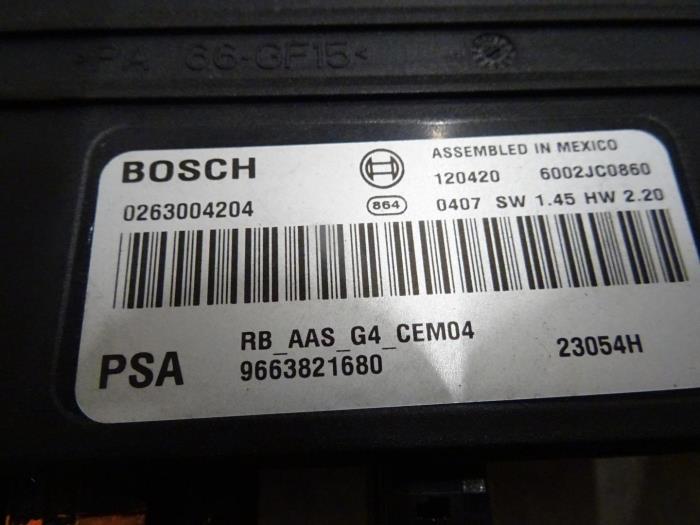 >PA 66-GF15<
BOSCH
ASSEMBLED IN MEXICO
120420 6002JC0860
0263004204
864 0407 SW 1.45 HW 2.20
RB_AAS_G4_CEM04
23054H
PSA
9663821680